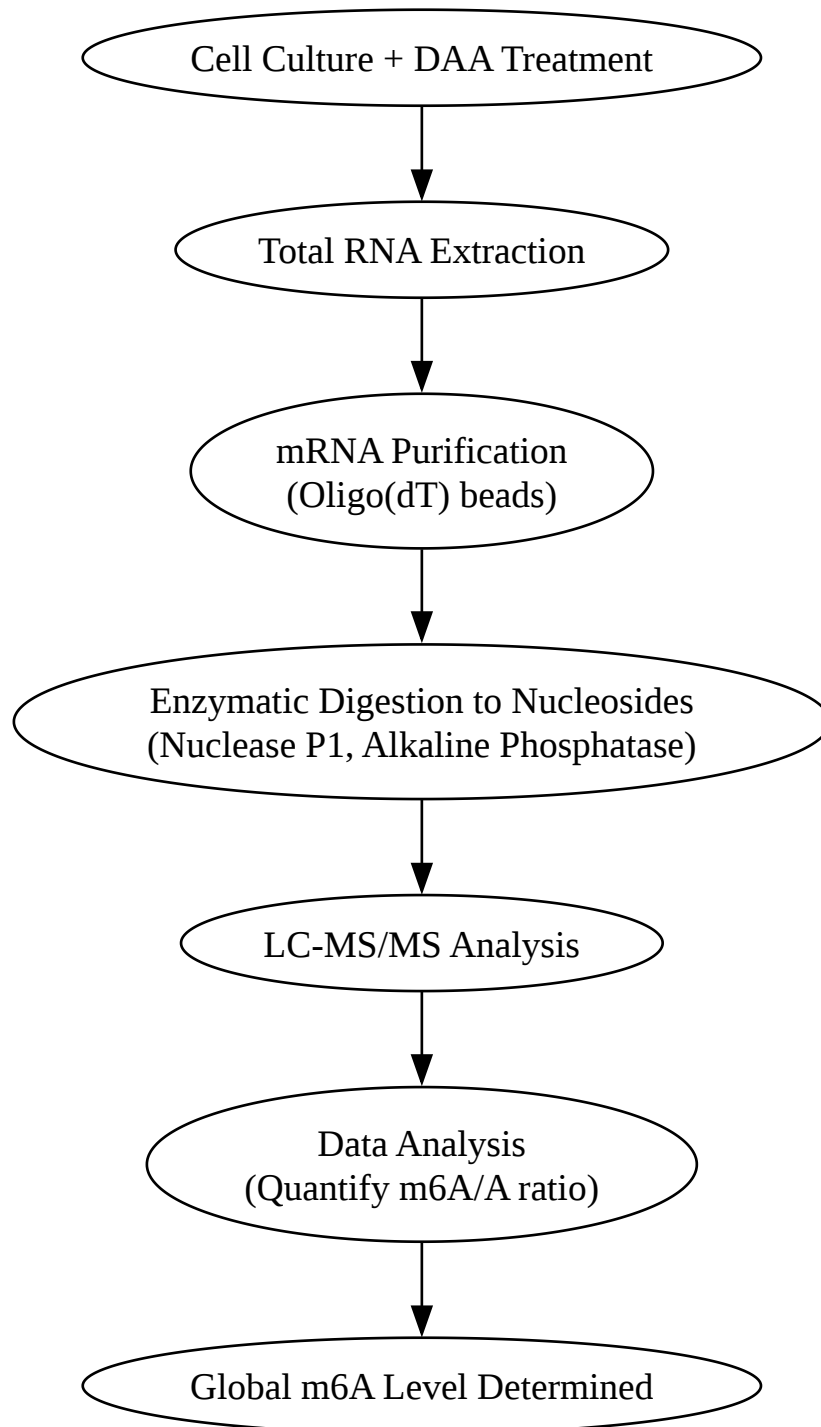 Cell Culture + DAA Treatment
Total RNA Extraction
mRNA Purification
(Oligo(dT) beads)
Enzymatic Digestion to Nucleosides
(Nuclease P1, Alkaline Phosphatase)
LC-MS/MS Analysis
Data Analysis
(Quantify m6A/A ratio)
Global m6A Level Determined